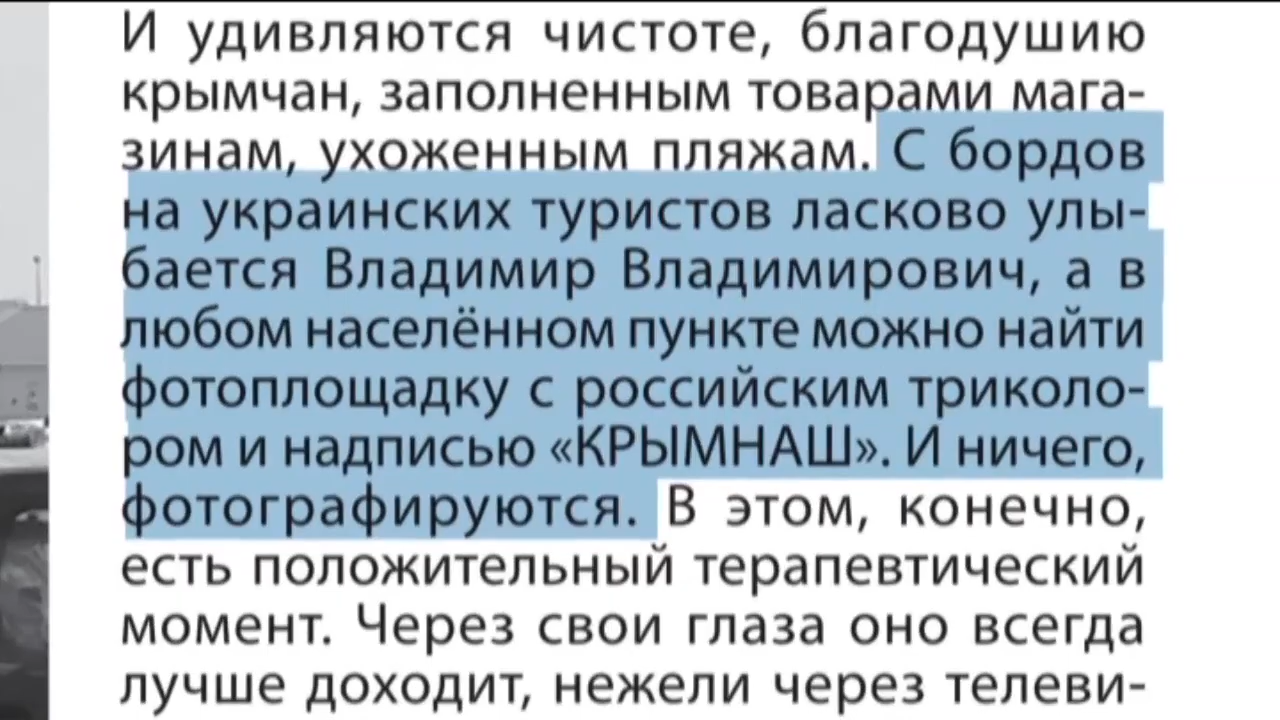 И удивляются чистоте, благодушию
крымчан, заполненным товарами мага-
зинам, ухоженным пляжам. С бордов
на украинских туристов ласково улы-
бается Владимир Владимирович, а в
любом населённом пункте можно найти
фотоплощадку с российским триколо-
ром и надписью «КРЫМНАШ». И ничего,
фотографируются. В этом, конечно,
есть положительный терапевтический
момент. Через свои глаза оно всегда
лучше доходит, нежели через телеви-